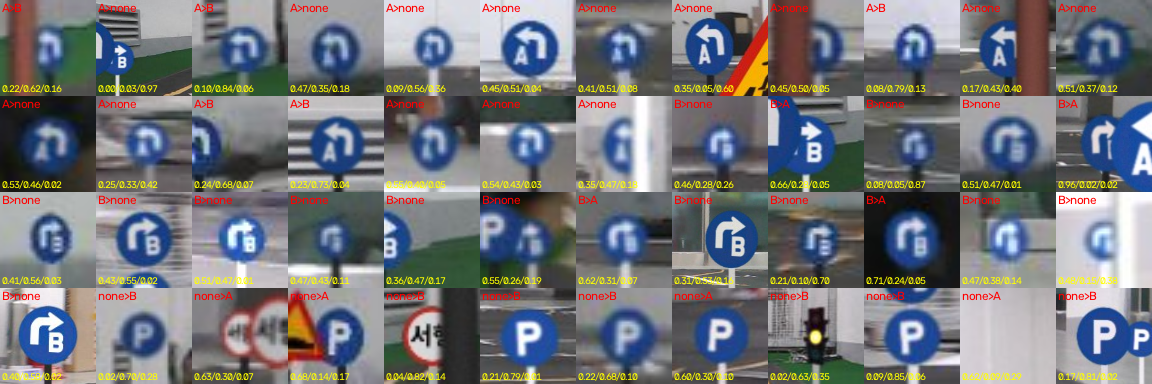 A>B A>none A>B A>none A>none A>none A>none A>none A>none A>B A>none A>none
A B A A A A A A A A A
0.22/0.62/0.16 0.00/0.03/0.97 0.10/0.84/0.06 0.47/0.35/0.18 0.09/0.56/0.36 0.45/0.51/0.04 0.41/0.51/0.08 0.35/0.05/0.60 0.45/0.50/0.05 0.08/0.79/0.13 0.17/0.43/0.40 0.51/0.37/0.12
A>none A>none A>B A>B A>none A>none A>none B>none B>A B>none B>none B>A
A A A A A A B B B B A
0.53/0.46/0.02 0.25/0.33/0.42 0.24/0.68/0.07 0.23/0.73/0.04 0.54/0.43/0.03 0.46/0.28/0.26 0.08/0.05/0.87 0.51/0.47/0.01 0.96/0.02/0.02
B>none B>none B>none B>none B>none B>none B>A B>none B>none B>A B>none B>none
B B B B B P B B B B B B
0.41/0.56/0.03 0.43/0.55/0.02 0.47/0.43/0.11 0.36/0.47/0.17 0.55/0.26/0.19 0.62/0.31/0.07 0.31/0.53/0.16 0.21/0.10/0.70 0.71/0.24/0.05 0.47/0.38/0.14
B>none none>B none>A none>A none>B none>B none>B none>A none>B none>B none>A none>B
B P 서 서 P 서행 P P P P P P
0.02/0.70/0.28 0.63/0.30/0.07 0.68/0.14/0.17 0.04/0.82/0.14 0.21/0.79/0.01 0.22/0.68/0.10 0.60/0.30/0.10 0.02/0.63/0.35 0.09/0.85/0.06 0.17/0.81/0.02